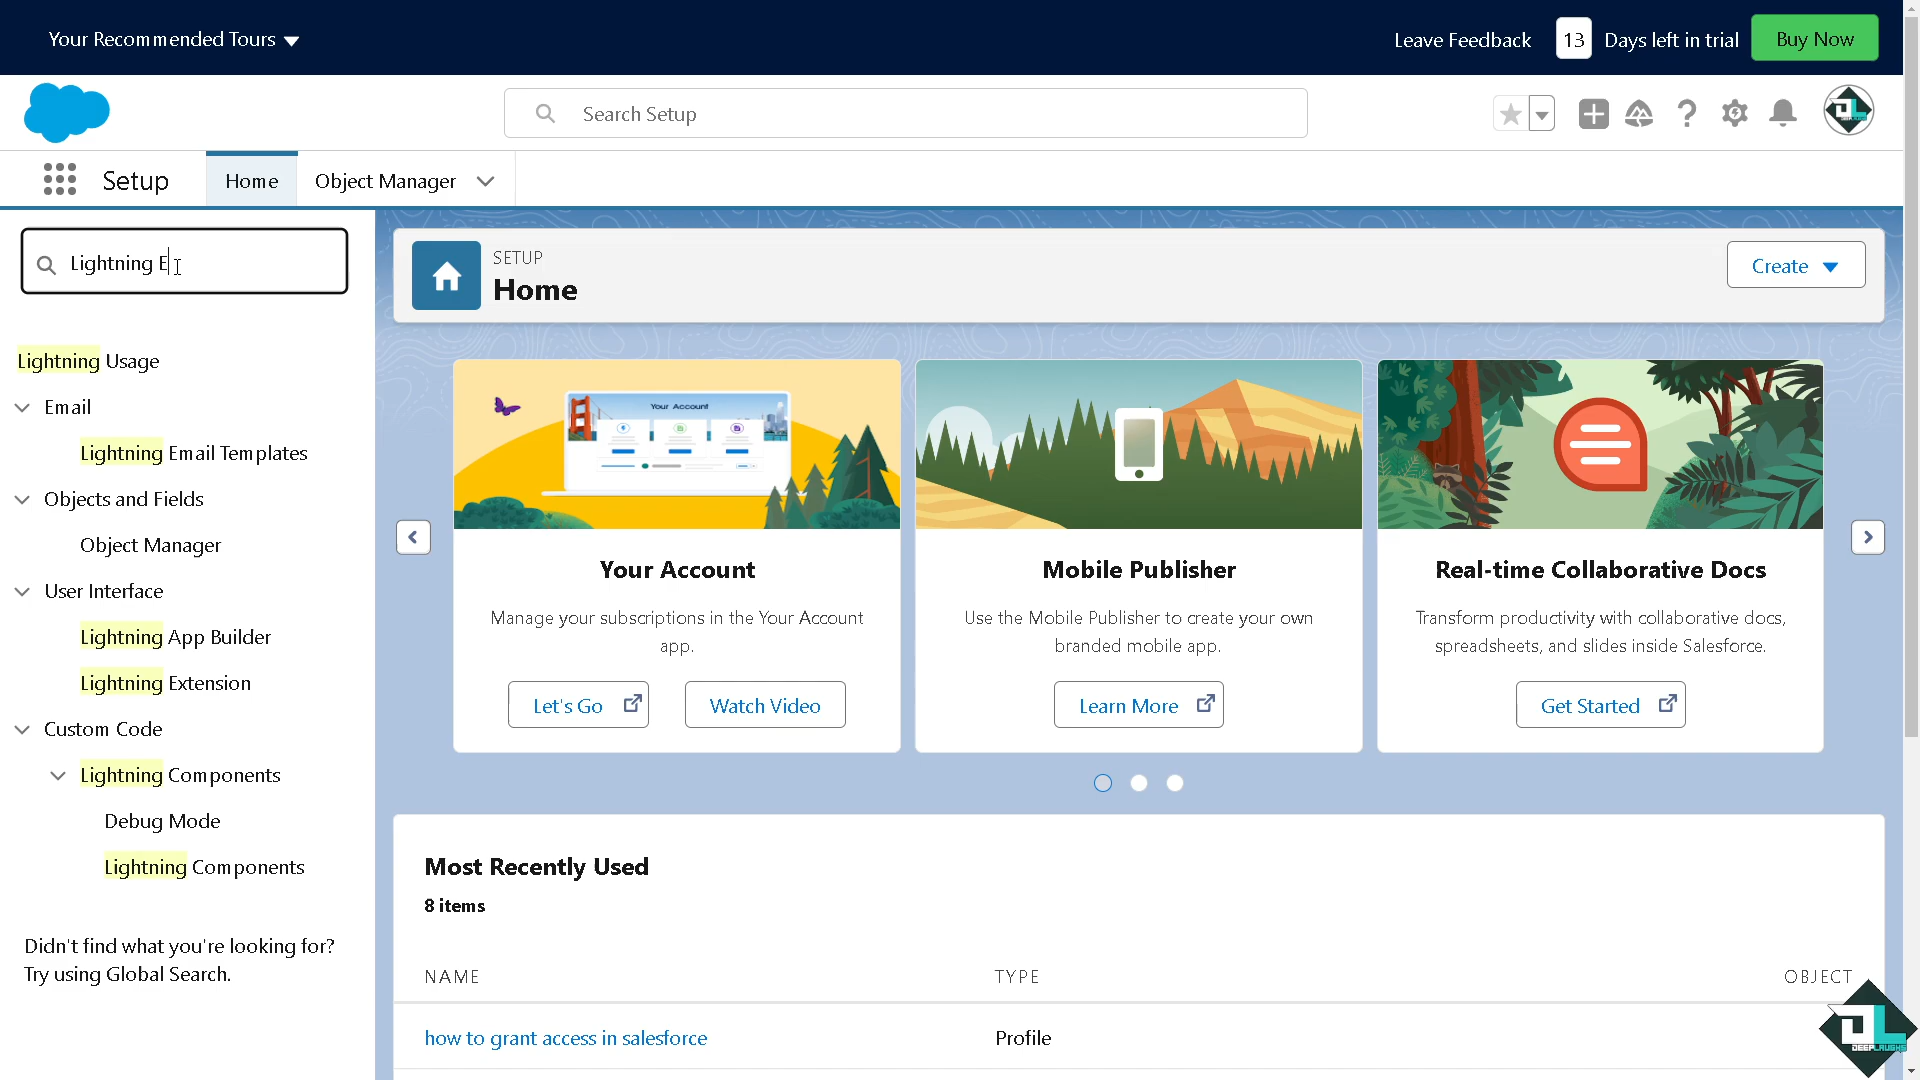 Your Recommended Tours
Leave Feedback
13
Days left in trial
Buy Now
Search Setup
Setup
Home
Object Manager
Lightning E
Lightning Usage
Email
Lightning Email Templates
Objects and Fields
Object Manager
User Interface
Lightning App Builder
Lightning Extension
Custom Code
Lightning Components
Debug Mode
Lightning Components
Didn't find what you're looking for?
Try using Global Search.
SETUP
Home
Create
Your Account
Your Account
Manage your subscriptions in the Your Account
app.
Let's Go
Watch Video
Mobile Publisher
Use the Mobile Publisher to create your own
branded mobile app.
Learn More
Real-time Collaborative Docs
Transform productivity with collaborative docs,
spreadsheets, and slides inside Salesforce.
Get Started
Most Recently Used
8 items
NAME
TYPE
OBJECT
how to grant access in salesforce
Profile
DEEPLAUGHS